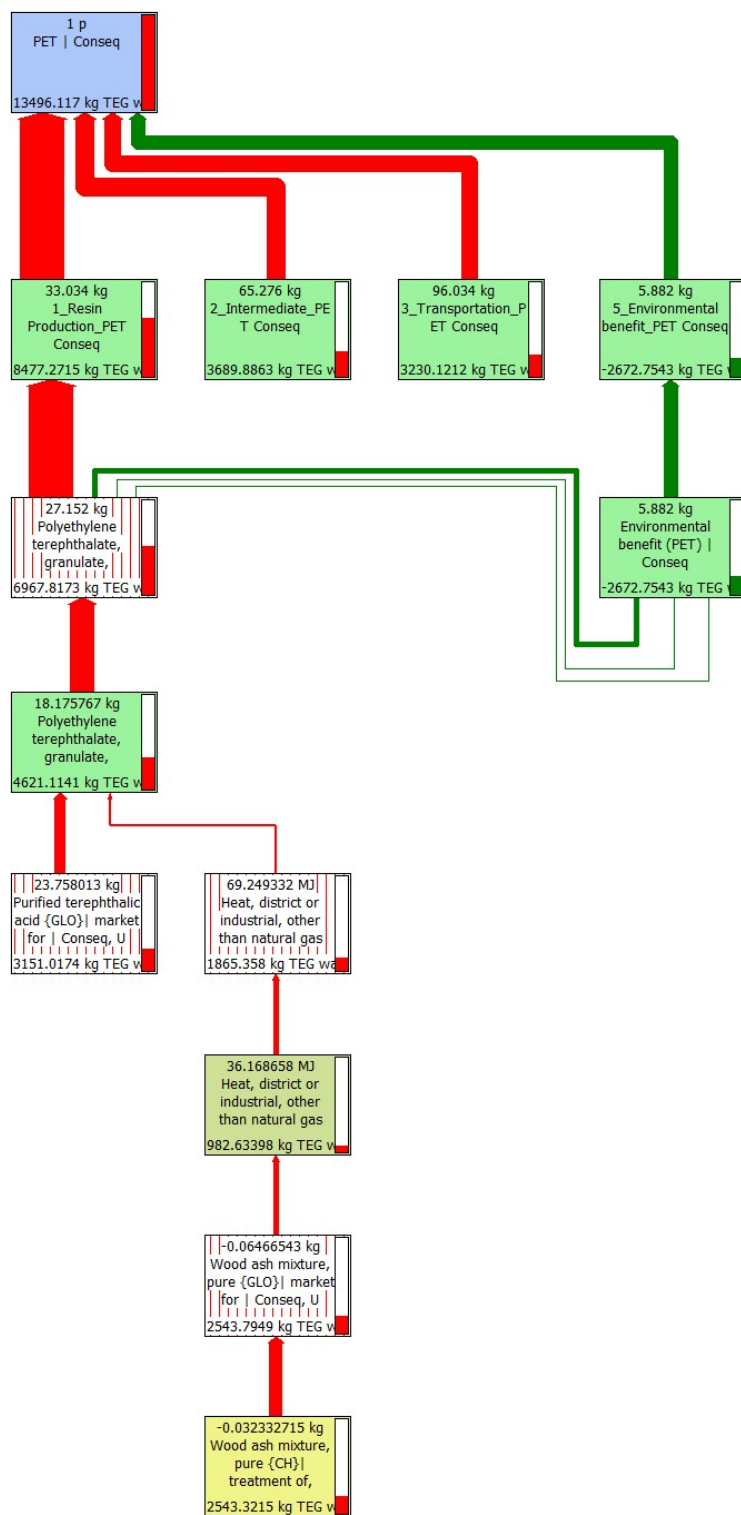 1 p
PET | Conseq
13496.117 kg TEG w
33.034 kg
1_Resin
Production_PET
Conseq
8477.2715 kg TEG w
65.276 kg
2_Intermediate_PE
T Conseq
3689.8863 kg TEG w
96.034 kg
3_Transportation_P
ET Conseq
3230.1212 kg TEG w
5.882 kg
5_Environmental
benefit_PET Conseq
-2672.7543 kg TEG w
27.152 kg
Polyethylene
terephthalate,
granulate,
6967.8173 kg TEG w
5.882 kg
Environmental
benefit (PET) |
Conseq
-2672.7543 kg TEG w
18.175767 kg
Polyethylene
terephthalate,
granulate,
4621.1141 kg TEG w
23.758013 kg
Purified terephthalic
acid {GLO}| market
for | Conseq, U
3151.0174 kg TEG w
69.249332 MJ
Heat, district or
industrial, other
than natural gas
1865.358 kg TEG wa
36.168658 MJ
Heat, district or
industrial, other
than natural gas
982.63398 kg TEG w
-0.06466543 kg
Wood ash mixture,
pure {GLO}| market
for | Conseq, U
2543.7949 kg TEG w
-0.032332715 kg
Wood ash mixture,
pure {CH}|
treatment of,
2543.3215 kg TEG w